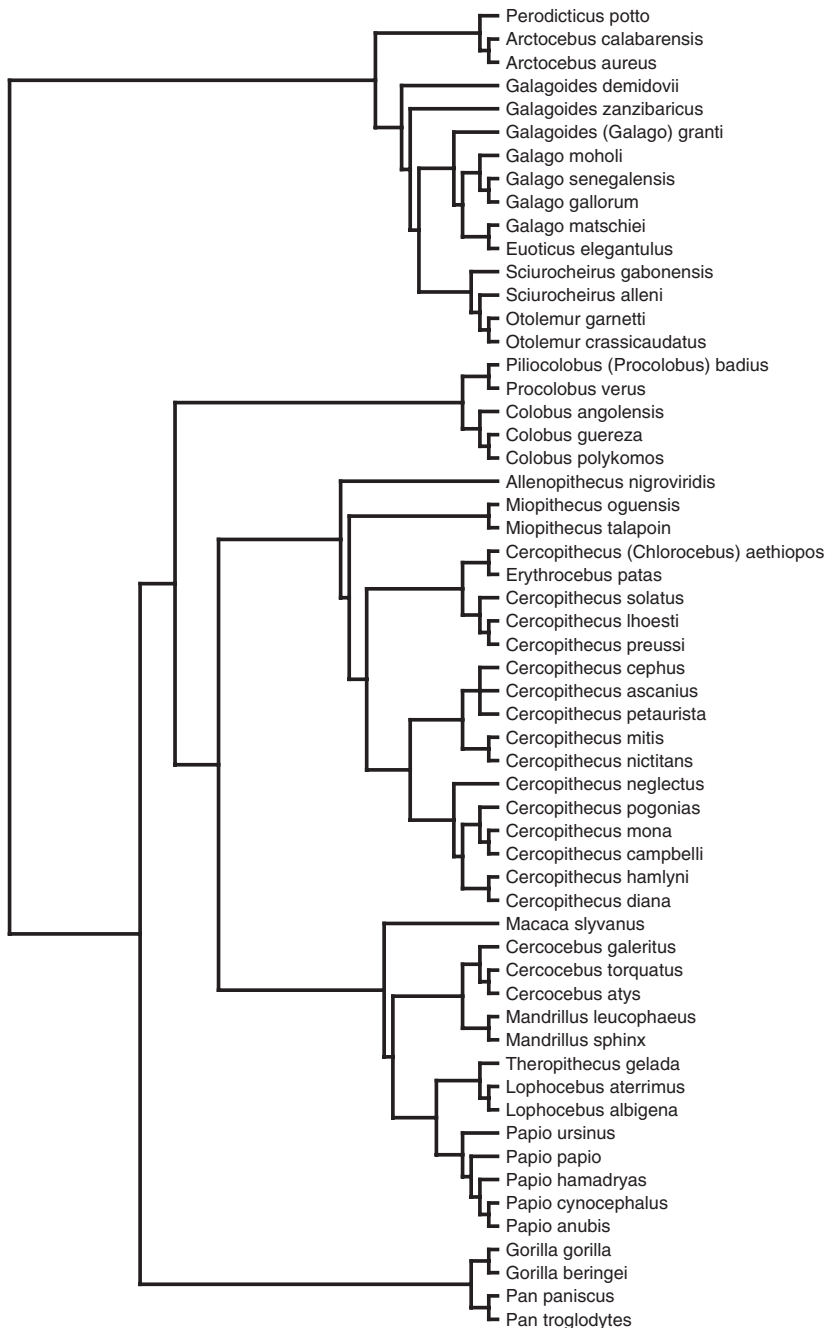 Perodicticus potto
Arctocebus calabarensis
Arctocebus aureus
Galagoides demidovii
Galagoides zanzibaricus
Galagoides (Galago) granti
Galago moholi
Galago senegalensis
Galago gallorum
Galago matschiei
Euoticus elegantulus
Sciurocheirus gabonensis
Sciurocheirus alleni
Otolemur garnetti
Otolemur crassicaudatus
Piliocolobus (Procolobus) badius
Procolobus verus
Colobus angolensis
Colobus guereza
Colobus polykomos
Allenopithecus nigroviridis
Miopithecus oguensis
Miopithecus talapoin
Cercopithecus (Chlorocebus) aethiopos
Erythrocebus patas
Cercopithecus solatus
Cercopithecus lhoesti
Cercopithecus preussi
Cercopithecus cephus
Cercopithecus ascanius
Cercopithecus petaurista
Cercopithecus mitis
Cercopithecus nictitans
Cercopithecus neglectus
Cercopithecus pogonias
Cercopithecus mona
Cercopithecus campbelli
Cercopithecus hamlyni
Cercopithecus diana
Macaca slyvanus
Cercocebus galeritus
Cercocebus torquatus
Cercocebus atys
Mandrillus leucophaeus
Mandrillus sphinx
Theropithecus gelada
Lophocebus aterrimus
Lophocebus albigena
Papio ursinus
Papio papio
Papio hamadryas
Papio cynocephalus
Papio anubis
Gorilla gorilla
Gorilla beringei
Pan paniscus
Pan troglodytes